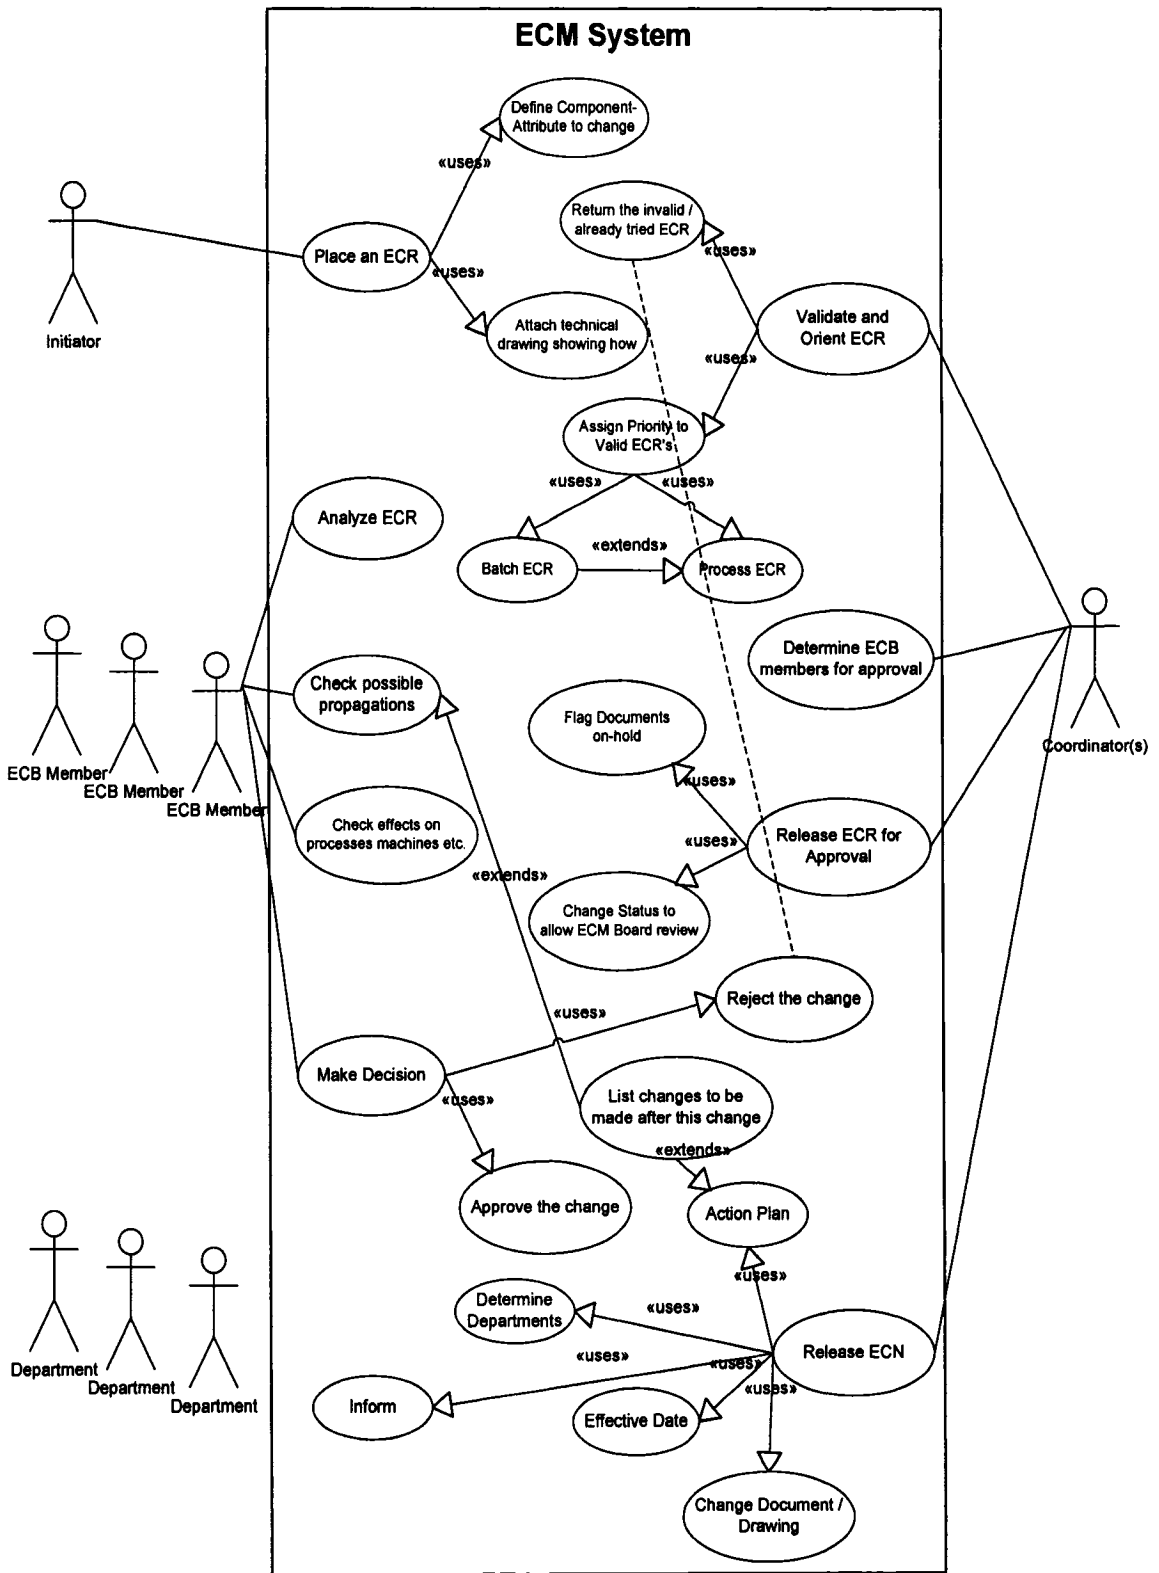 ECM System
Define Component-
Attribute to change
«uses»
Return the invalid /
already tried ECR
Place an ECR
«uses»
«uses»
Initiator
Attach technical
drawing showing how
Validate and
Orient ECR
«uses»
Assign Priority to
Valid ECR's
«uses»
«uses»
Analyze ECR
«extends»
Batch ECR
Process ECR
Determine ECB
members for approval
Check possible
propagations
Flag Documents
on-hold
Coordinator(s)
ECB Member
ECB Member
ECB Member
«uses»
Check effects on
processes machines etc.
«uses»
Release ECR for
Approval
«extends»
Change Status to
allow ECM Board review
Reject the change
«uses»
Make Decision
«uses»
List changes to be
made after this change
«extends»
Approve the change
Action Plan
«uses»
Determine
Departments
«uses»
Release ECN
«uses»
«uses»
«uses»
Department
Department
Department
Inform
Effective Date
Change Document /
Drawing